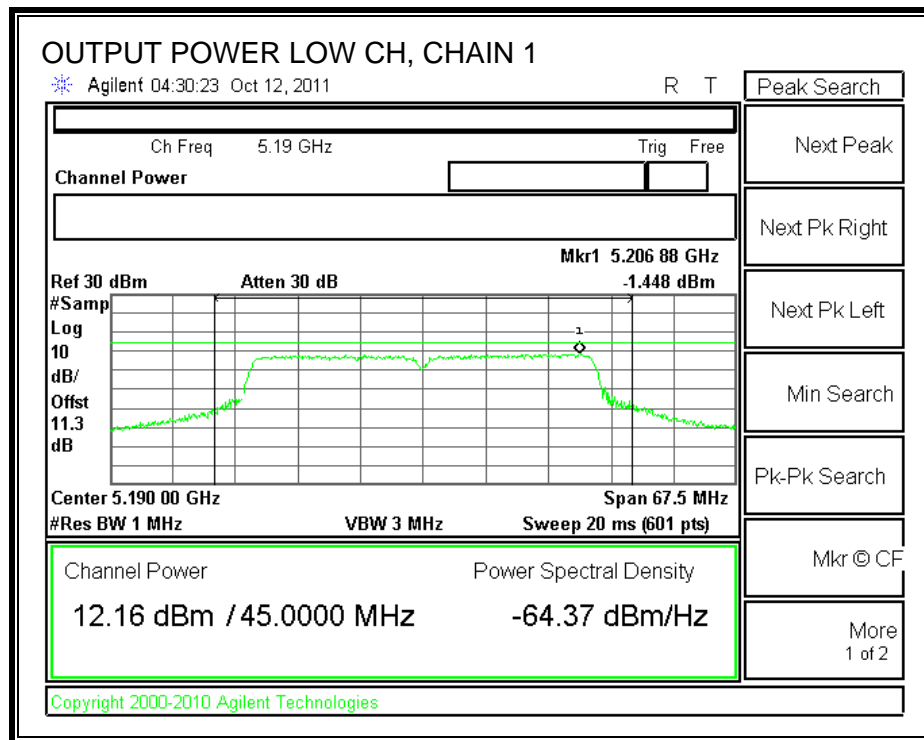 OUTPUT POWER LOW CH, CHAIN 1
Agilent 04:30:23 Oct 12, 2011 R T
Peak Search
Ch Freq 5.19 GHz Trig Free
Channel Power
Mkr1 5.206 88 GHz
Ref 30 dBm Atten 30 dB -1.448 dBm
#Samp
Log
10
dB/
Offst
11.3
dB
1
Center 5.190 00 GHz Span 67.5 MHz
#Res BW 1 MHz VBW 3 MHz Sweep 20 ms (601 pts)
Channel Power Power Spectral Density
12.16 dBm / 45.0000 MHz -64.37 dBm/Hz
Copyright 2000-2010 Agilent Technologies
Next Peak
Next Pk Right
Next Pk Left
Min Search
Pk-Pk Search
Mkr © CF
More
1 of 2